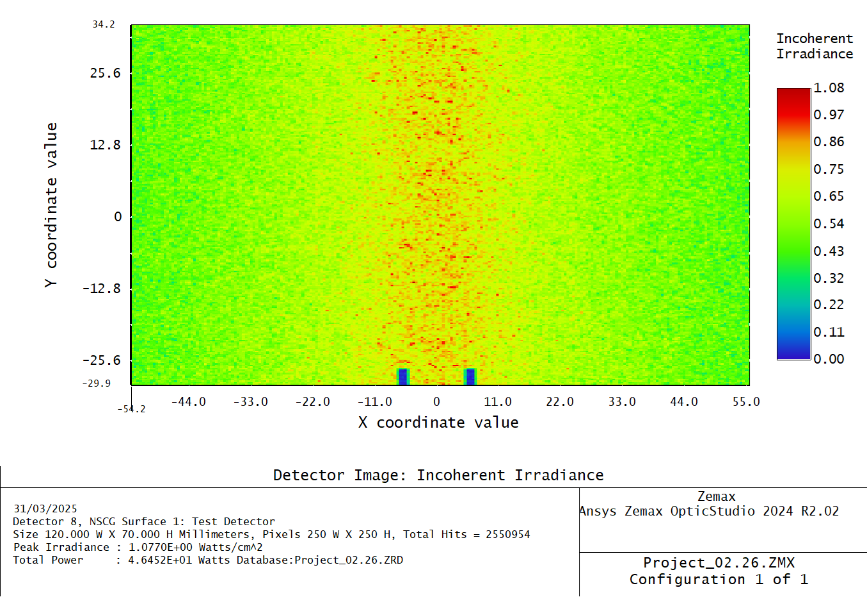 34.2
25.6
12.8
0
-12.8
-25.6
-29.9
Y coordinate value
-54.2
-44.0
-33.0
-22.0
-11.0
0
11.0
22.0
33.0
44.0
55.0
X coordinate value
Incoherent
Irradiance
1.08
0.97
0.86
0.75
0.65
0.54
0.43
0.32
0.22
0.11
0.00
Detector Image: Incoherent Irradiance
31/03/2025
Detector 8, NSCG Surface 1: Test Detector
Size 120.000 W X 70.000 H Millimeters, Pixels 250 W X 250 H, Total Hits = 2550954
Peak Irradiance : 1.0770E+00 Watts/cm^2
Total Power     : 4.6452E+01 Watts Database:Project_02.26.ZRD
Zemax
Ansys Zemax OpticStudio 2024 R2.02
Project_02.26.ZMX
Configuration 1 of 1